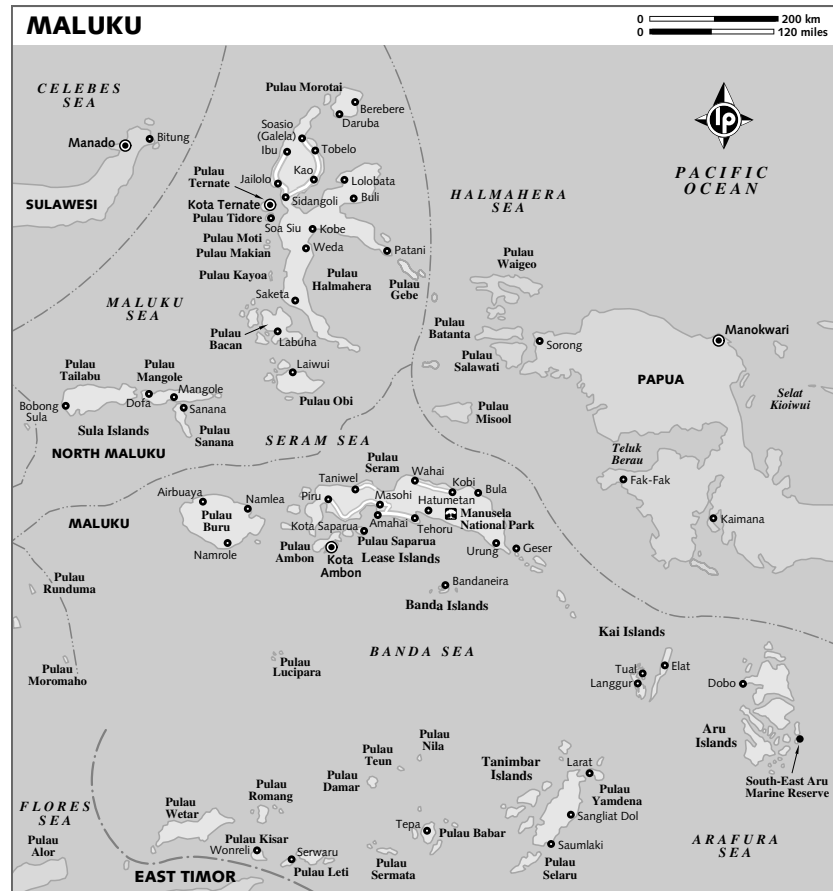 MALUKU
0 200 km
0 120 miles
CELEBES
SEA
Pulau Morotai
Berebere
Daruba
Soasio
(Galela)
Manado
Bitung
Ibu
Tobelo
lp
PACIFIC
OCEAN
Pulau
Ternate
Kao
Jailolo
Lolobata
SULAWESI
Kota Ternate
Sidangoli
Buli
HALMAHERA
SEA
Pulau Tidore
Soa Siu
Kobe
Pulau Moti
Pulau Makian
Weda
Patani
Pulau
Waigeo
Pulau Kayoa
Pulau
Halmahera
Pulau
Gebe
MALUKU
SEA
Saketa
Pulau
Bacan
Labuha
Pulau
Batanta
Sorong
Manokwari
Pulau
Salawati
PAPUA
Pulau
Tailabu
Pulau
Mangole
Laiwui
Mangole
Dofa
Bobong
Sula
Sanana
Pulau Obi
Selat
Kioiwui
Pulau
Misool
Sula Islands
Pulau
Sanana
SERAM SEA
NORTH MALUKU
Pulau
Seram
Wahai
Teluk
Berau
Taniwel
Kobi
Bula
Fak-Fak
Airbuaya
Piru
Masohi
Hatumetan
Namlea
Pulau
Buru
MALUKU
Manusela
National Park
Kota Saparua
Amahai
Tehoru
Kaimana
Pulau Saparua
Namrole
Pulau
Ambon
Kota
Ambon
Lease Islands
Urung
Geser
Pulau
Runduma
Bandaneira
Banda Islands
Kai Islands
BANDA SEA
Pulau
Moromaho
Pulau
Lucipara
Tual
Elat
Langgur
Dobo
Aru
Islands
Pulau
Nila
Pulau
Teun
Tanimbar
Islands
Larat
South-East Aru
Marine Reserve
Pulau
Damar
Pulau
Yamdena
Pulau
Romang
FLORES
SEA
Pulau
Wetar
Sangliat Dol
Tepa
Pulau Babar
ARAFURA
SEA
Pulau
Alor
Pulau Kisar
Wonreli
Serwaru
Saumlaki
Pulau Leti
Pulau
Sermata
Pulau
Selaru
EAST TIMOR